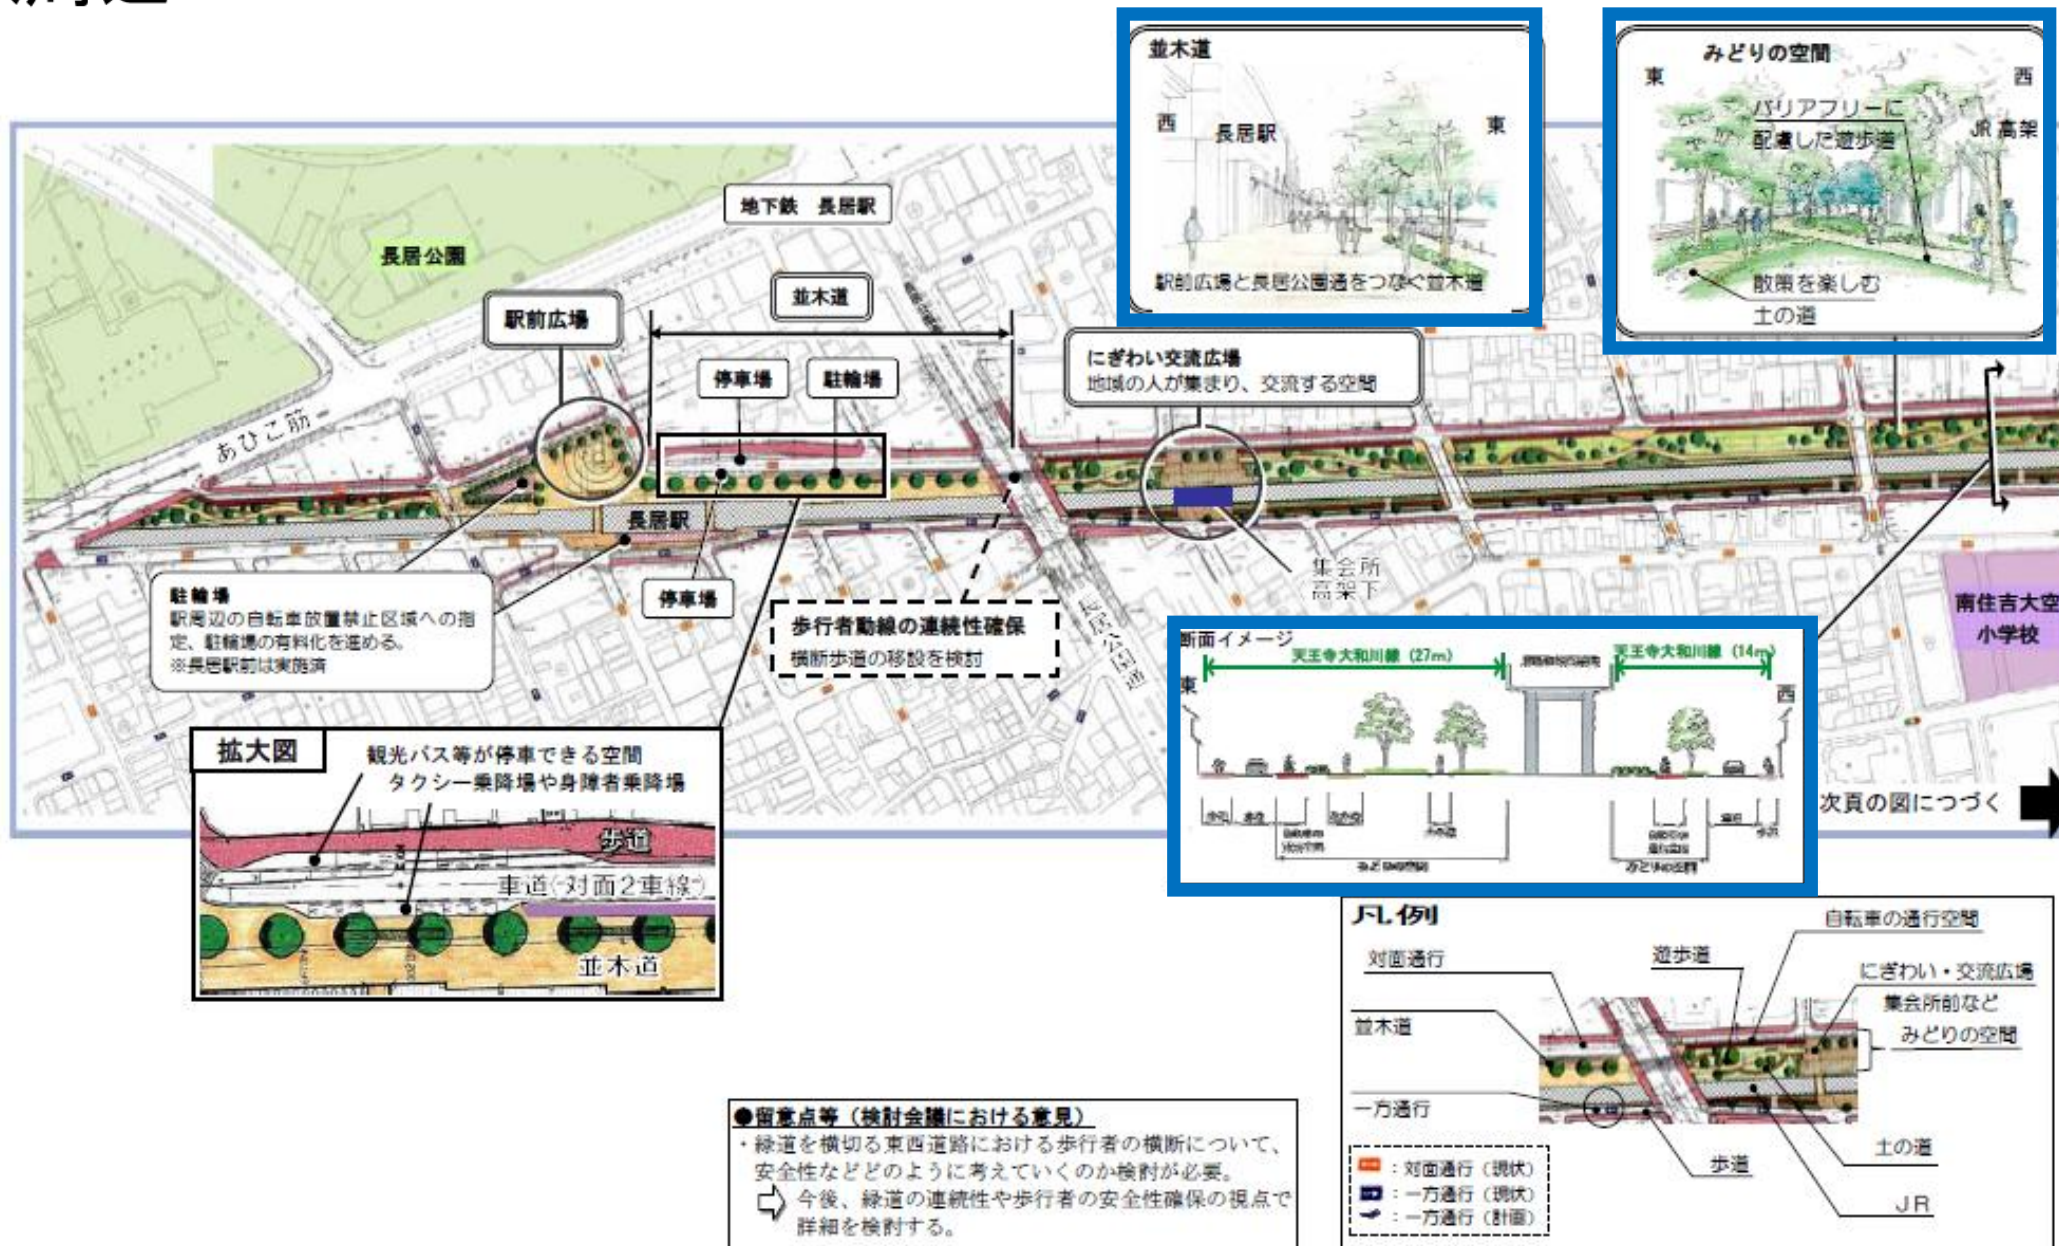 並木道
西
長居駅
東
駅前広場と長居公園通をつなぐ並木道
みどりの空間
東
西
バリアフリーに
配慮した遊歩道
JR高架
散策を楽しむ
土の道
地下鉄 長居駅
長居公園
並木道
駅前広場
停車場
駐輪場
にぎわい交流広場
地域の人が集まり、交流する空間
あびこ筋
長居駅
停車場
集会所
高架下
長居公園通
南住吉大空
小学校
駐輪場
駅周辺の自転車放置禁止区域への指
定、駐輪場の有料化を進める。
※長居駅前は実施済
歩行者動線の連続性確保
横断歩道の移設を検討
断面イメージ
天王寺大和川線(27m)
天王寺大和川線(14m)
東
西
みどりの空間
みどりの空間
次頁の図につづく
拡大図
観光バス等が停車できる空間
タクシー乗降場や身障者乗降場
歩道
車道(対面2車線)
並木道
凡例
自転車の通行空間
対面通行
遊歩道
にぎわい・交流広場
集会所前など
並木道
みどりの空間
一方通行
土の道
歩道
JR
:対面通行(現状)
:一方通行(現状)
:一方通行(計画)
●留意点等(検討会議における意見)
・緑道を横切る東西道路における歩行者の横断について、
安全性などどのように考えていくのか検討が必要。
⇨ 今後、緑道の連続性や歩行者の安全性確保の視点で
詳細を検討する。